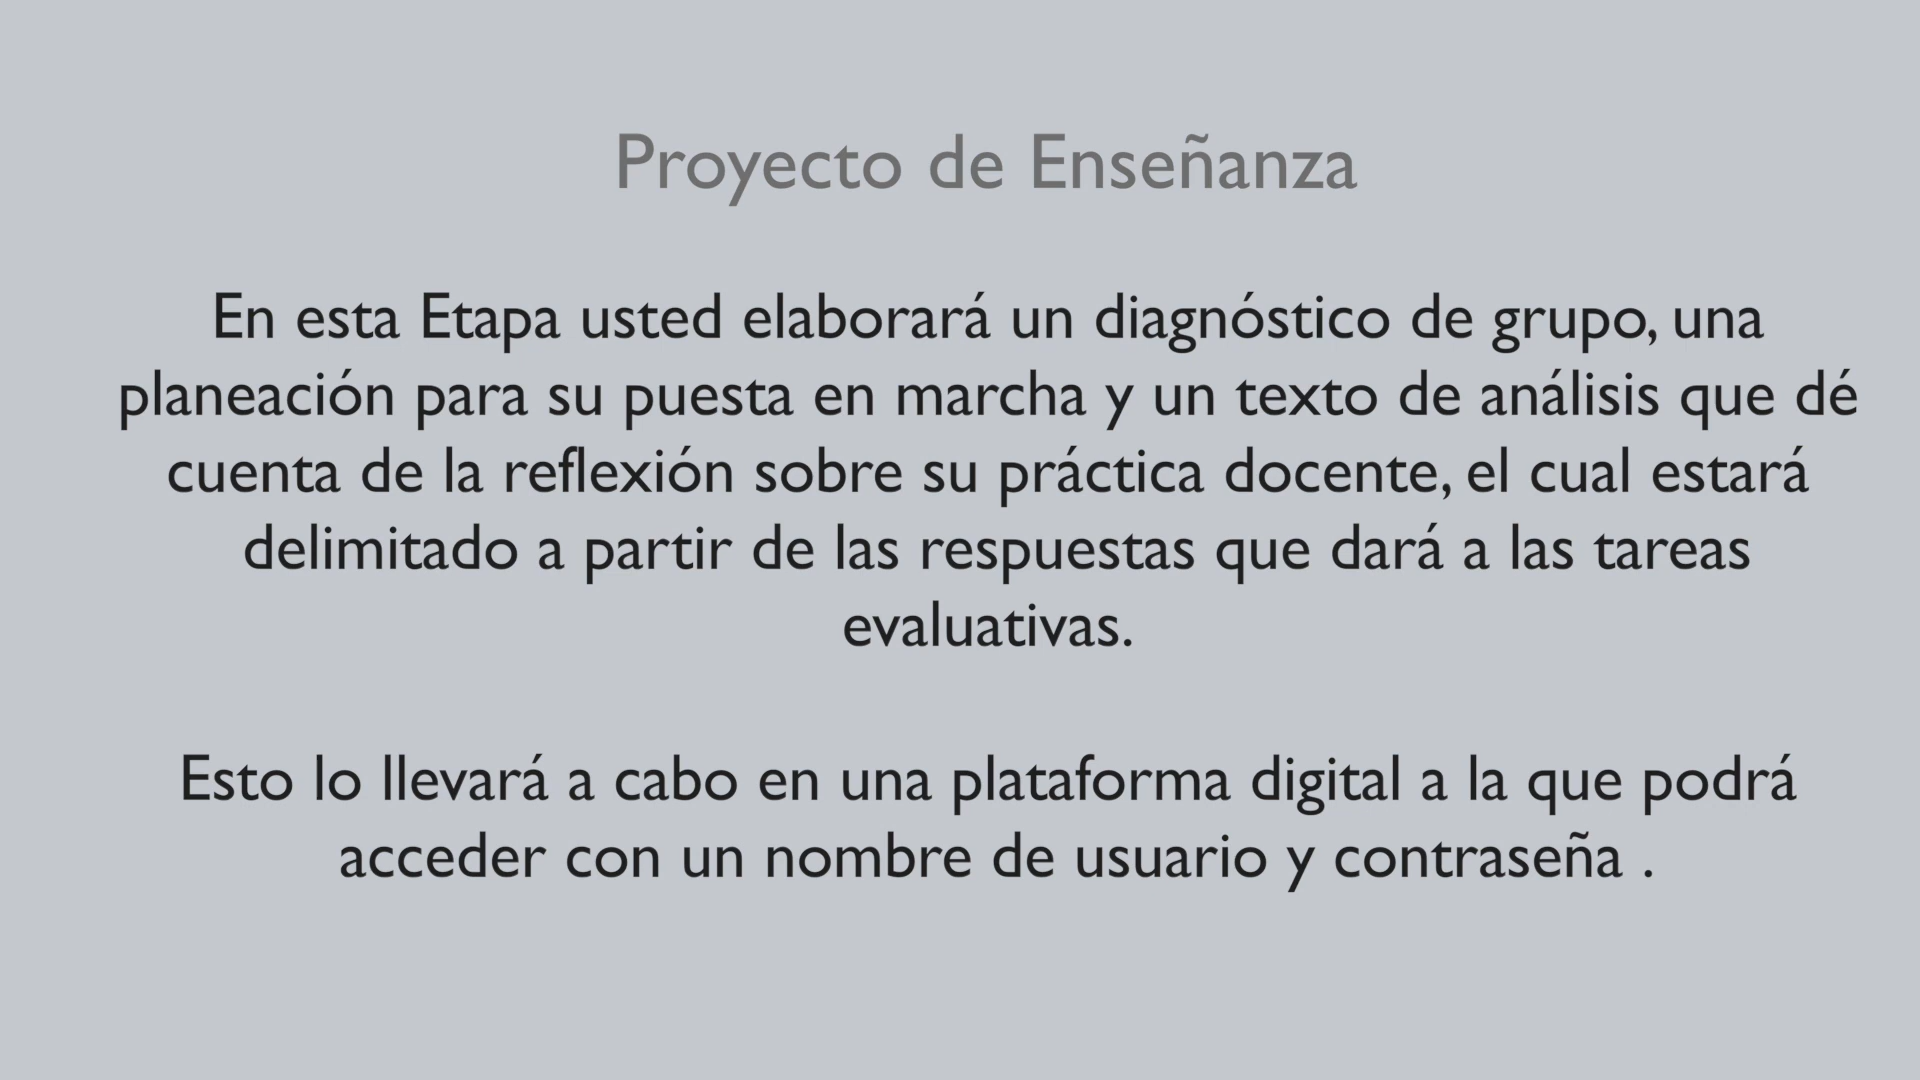 Proyecto de Enseñanza
En esta Etapa usted elaborará un diagnóstico de grupo, una
planeación para su puesta en marcha y un texto de análisis que dé
cuenta de la reflexión sobre su práctica docente, el cual estará
delimitado a partir de las respuestas que dará a las tareas
evaluativas.
Esto lo llevará a cabo en una plataforma digital a la que podrá
acceder con un nombre de usuario y contraseña .